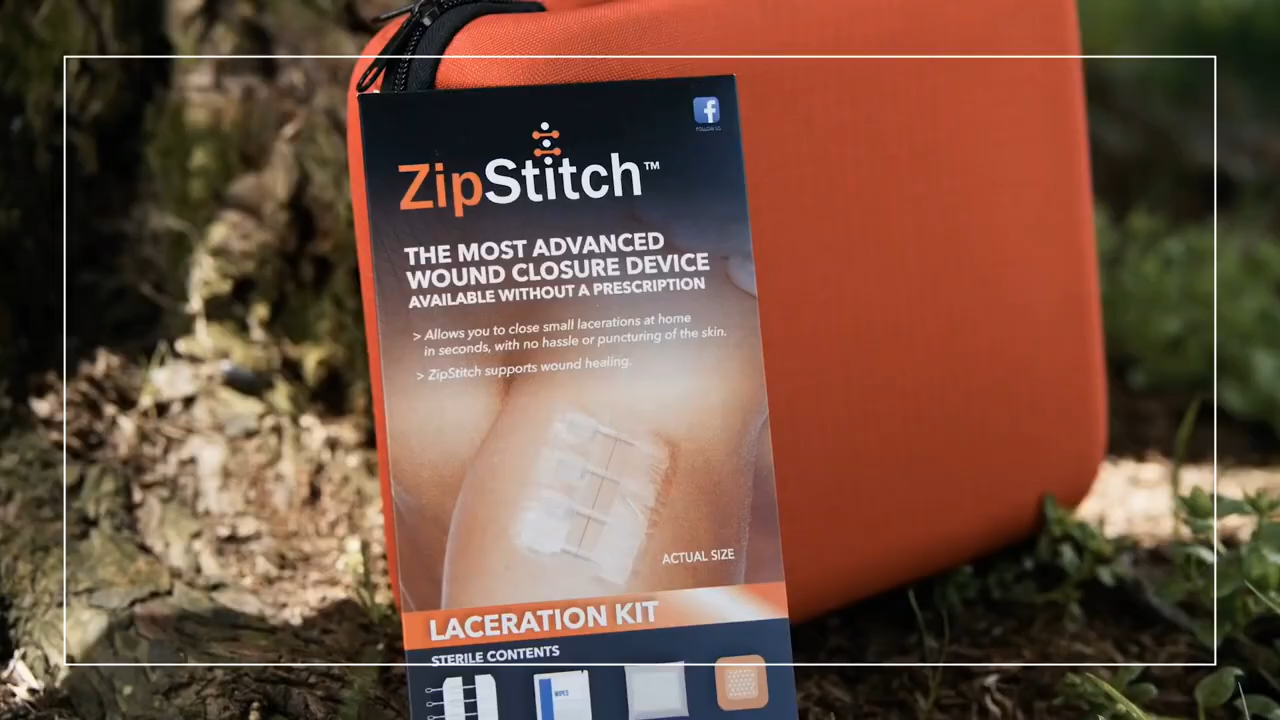 FOLLOW US
ZipStitch™
THE MOST ADVANCED
WOUND CLOSURE DEVICE
AVAILABLE WITHOUT A PRESCRIPTION
> Allows you to close small lacerations at home
in seconds, with no hassle or puncturing of the skin.
> ZipStitch supports wound healing.
ACTUAL SIZE
LACERATION KIT
STERILE CONTENTS
WIPES